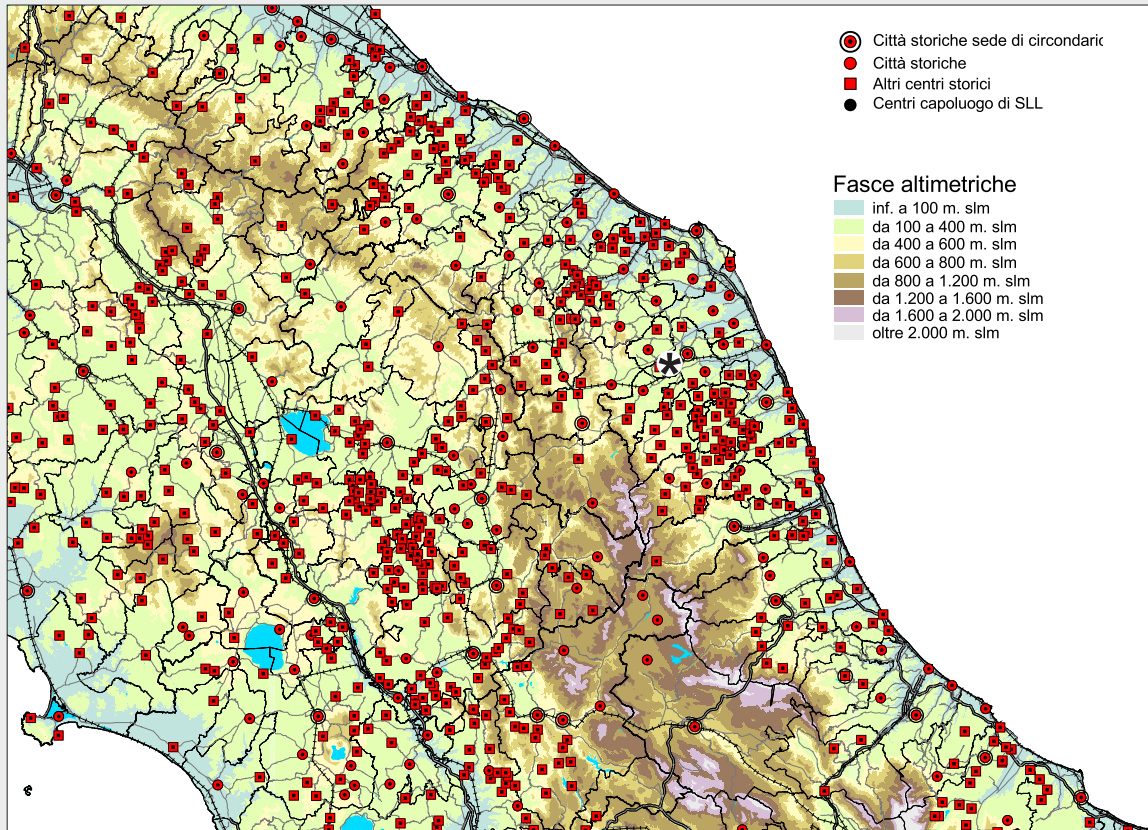 Città storiche sede di circondaric
Città storiche
Altri centri storici
Centri capoluogo di SLL
Fasce altimetriche
inf. a 100 m. slm
da 100 a 400 m. slm
da 400 a 600 m. slm
da 600 a 800 m. slm
da 800 a 1.200 m. slm
da 1.200 a 1.600 m. slm
da 1.600 a 2.000 m. slm
oltre 2.000 m. slm